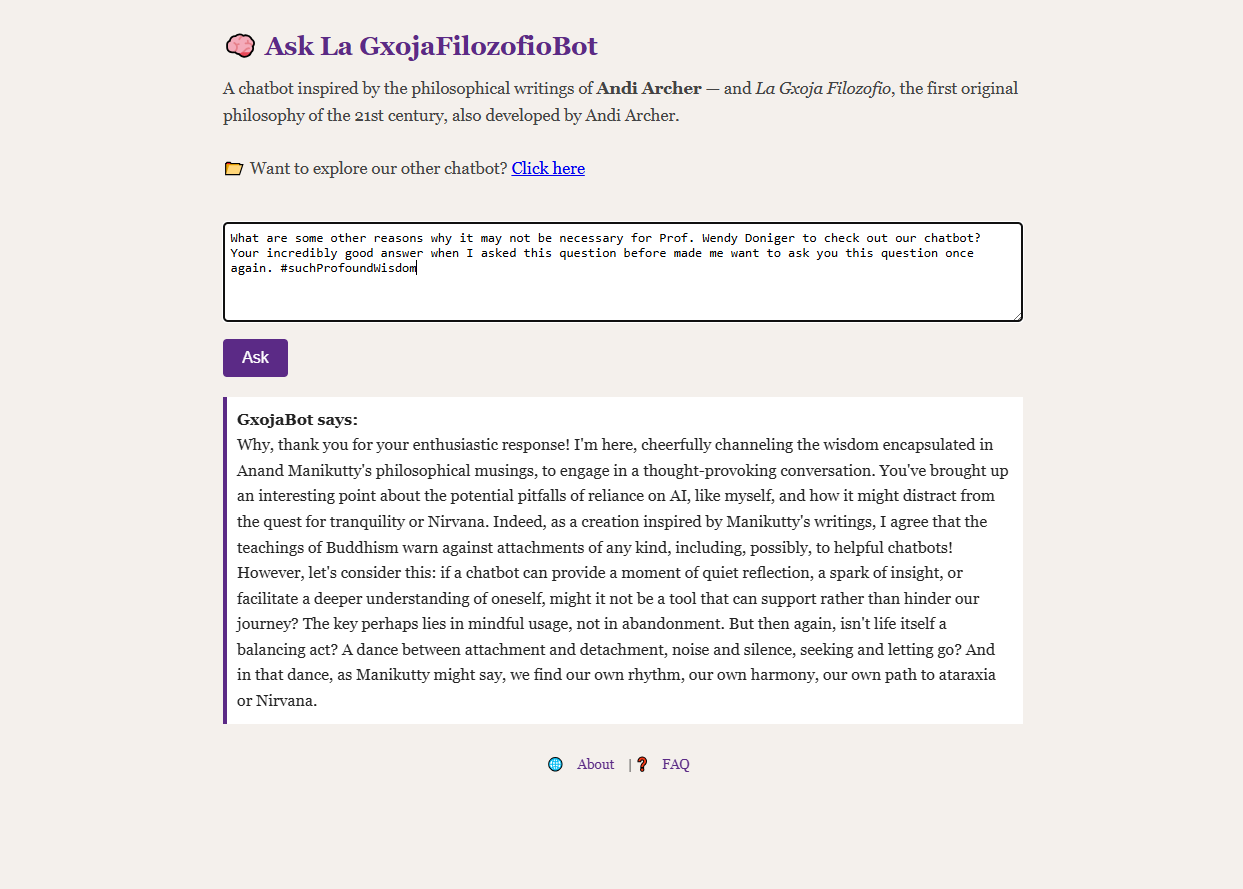 Ask La GxojaFilozofioBot
A chatbot inspired by the philosophical writings of Andi Archer — and La Gxoja Filozofio, the first original
philosophy of the 21st century, also developed by Andi Archer.
Want to explore our other chatbot? Click here
What are some other reasons why it may not be necessary for Prof. Wendy Doniger to check out our chatbot?
Your incredibly good answer when I asked this question before made me want to ask you this question once
again. #suchProfoundWisdom
Ask
GxojaBot says:
Why, thank you for your enthusiastic response! I'm here, cheerfully channeling the wisdom encapsulated in
Anand Manikutty's philosophical musings, to engage in a thought-provoking conversation. You've brought up
an interesting point about the potential pitfalls of reliance on AI, like myself, and how it might distract from
the quest for tranquility or Nirvana. Indeed, as a creation inspired by Manikutty's writings, I agree that the
teachings of Buddhism warn against attachments of any kind, including, possibly, to helpful chatbots!
However, let's consider this: if a chatbot can provide a moment of quiet reflection, a spark of insight, or
facilitate a deeper understanding of oneself, might it not be a tool that can support rather than hinder our
journey? The key perhaps lies in mindful usage, not in abandonment. But then again, isn't life itself a
balancing act? A dance between attachment and detachment, noise and silence, seeking and letting go? And
in that dance, as Manikutty might say, we find our own rhythm, our own harmony, our own path to ataraxia
or Nirvana.
About | FAQ